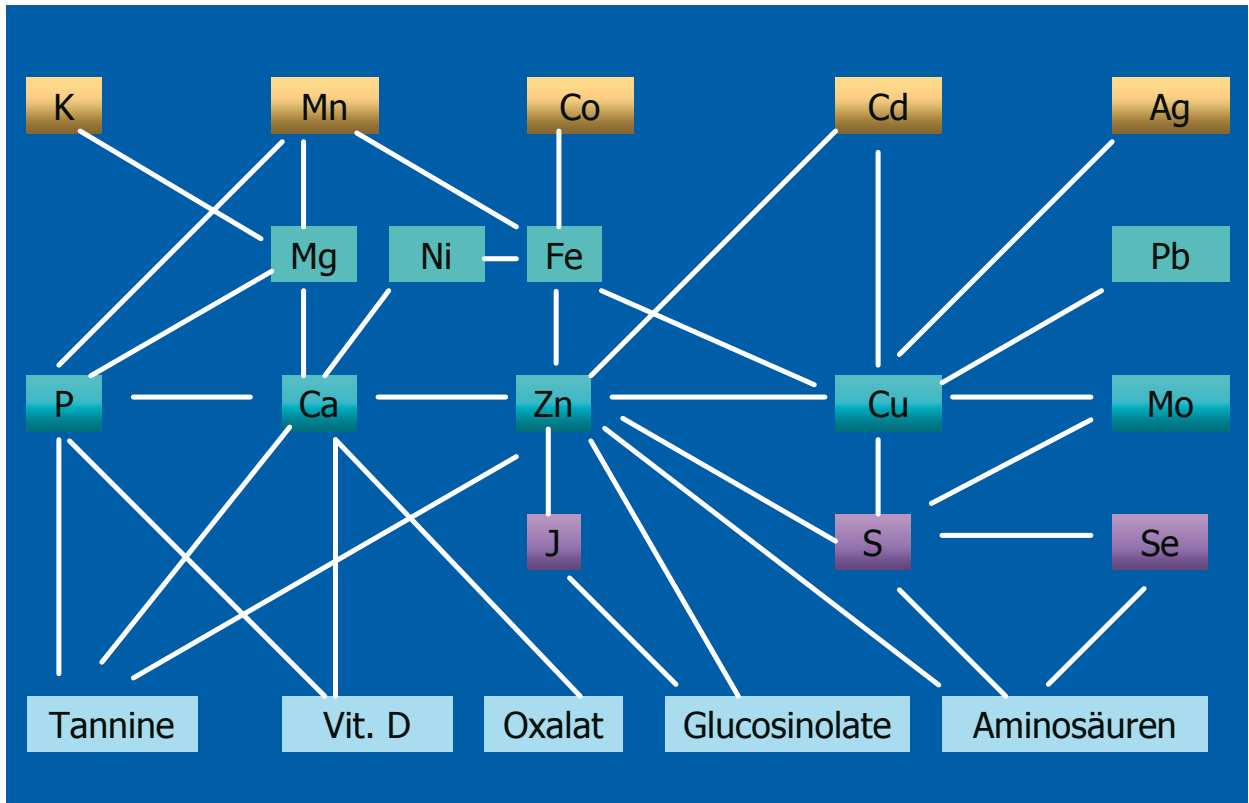 K
Mn
Co
Cd
Ag
Mg
Ni
Fe
Pb
P
Ca
Zn
Cu
Mo
J
S
Se
Tannine
Vit. D
Oxalat
Glucosinolate
Aminosäuren